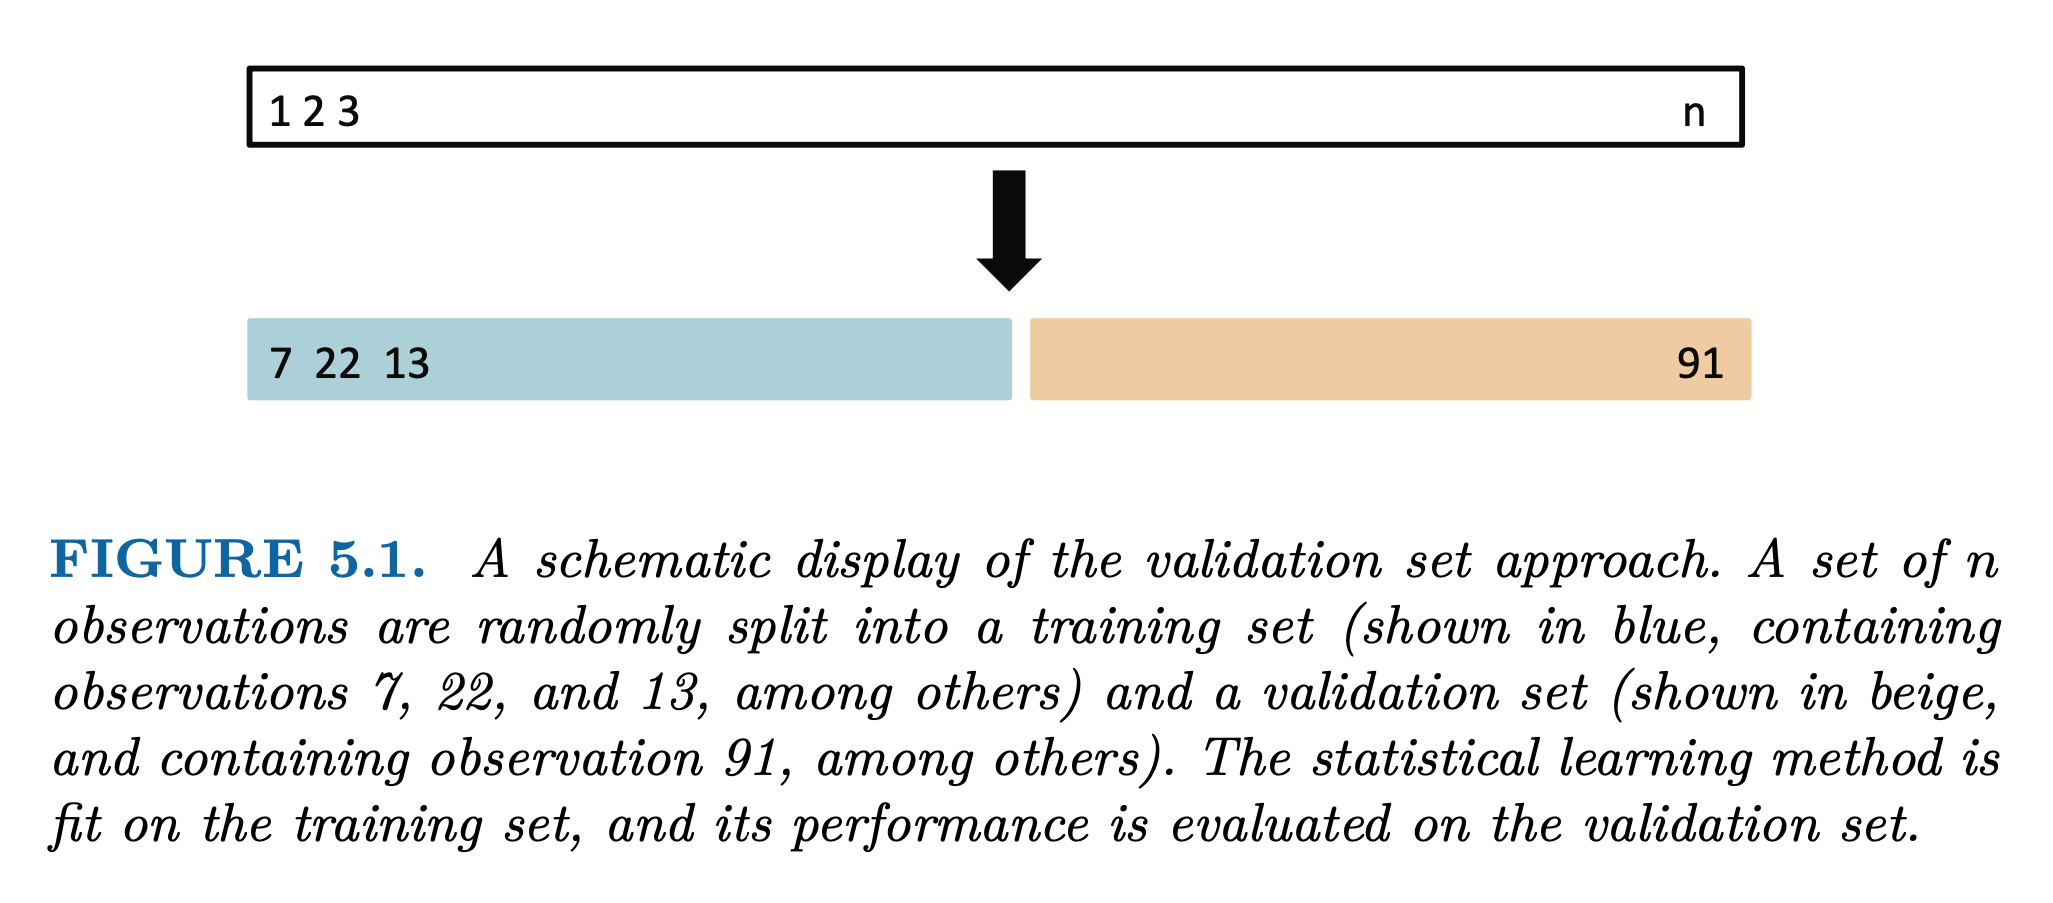 1 2 3 n
7 22 13 91
FIGURE 5.1. A schematic display of the validation set approach. A set of n
observations are randomly split into a training set (shown in blue, containing
observations 7, 22, and 13, among others) and a validation set (shown in beige,
and containing observation 91, among others). The statistical learning method is
fit on the training set, and its performance is evaluated on the validation set.